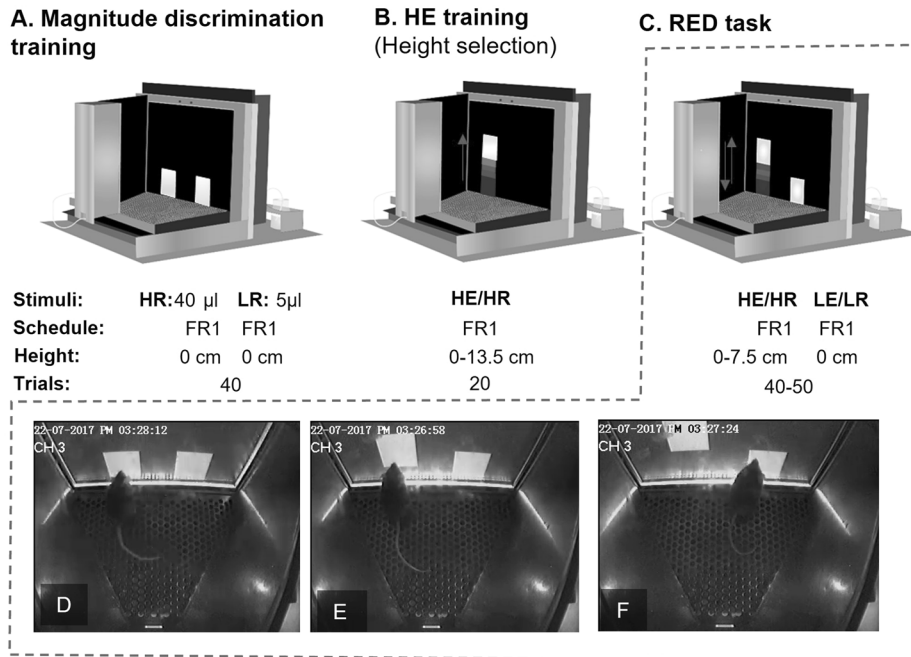 A. Magnitude discrimination
training
B. HE training
(Height selection)
C. RED task
Stimuli: HR:40 µl LR: 5µl HE/HR HE/HR LE/LR
Schedule: FR1 FR1 FR1 FR1 FR1
Height: 0 cm 0 cm 0-13.5 cm 0-7.5 cm 0 cm
Trials: 40 20 40-50
22-07-2017 PM 03:28:12
CH 3
D
22-07-2017 PM 03:26:58
CH 3
E
22-07-2017 PM 03:27:24
CH 3
F